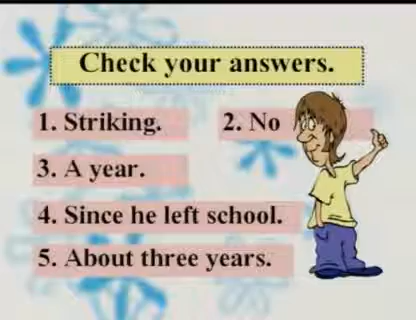 Check your answers.
1. Striking. 2. No
3. A year.
4. Since he left school.
5. About three years.